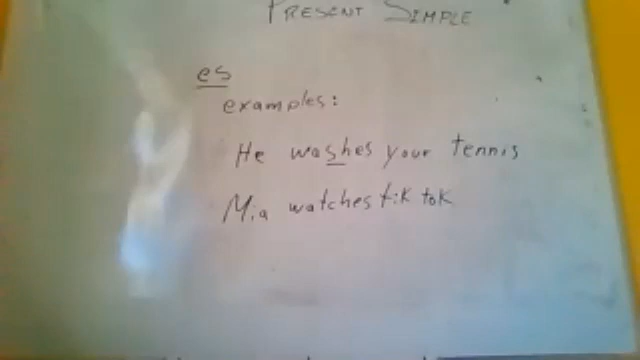 PRESENT SIMPLE
es
examples:
He washes your tennis
Mia watches tik tok